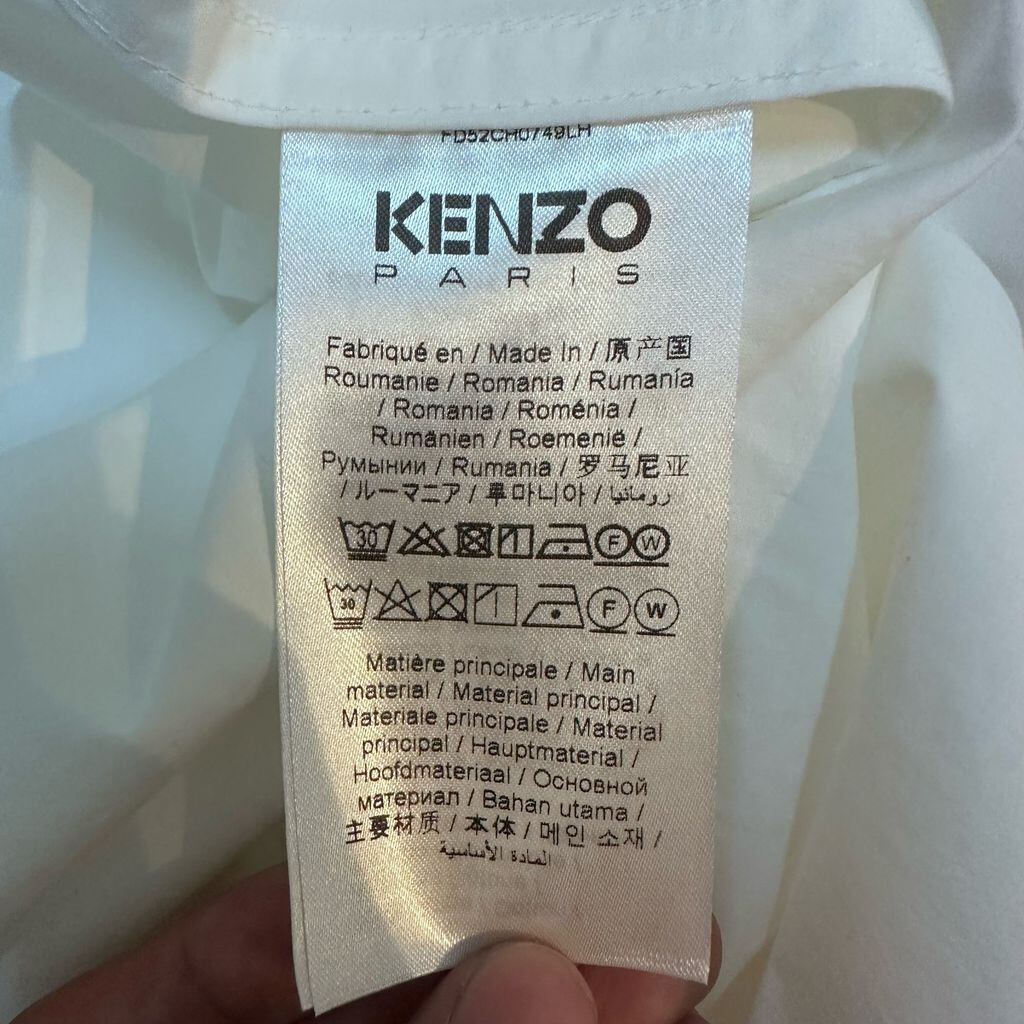 FD52CH0749LH
KENZO
PARIS
Fabriqué en / Made In / 原产国
Roumanie / Romania / Rumanía
/ Romania / Roménia /
Rumänien / Roemenië /
Румынии / Rumania / 罗马尼亚
/ ルーマニア / 루마니아 / رومانيا
30 F W
30 F W
Matière principale / Main
material / Material principal /
Materiale principale / Material
principal / Hauptmaterial /
Hoofdmateriaal / Основной
материал / Bahan utama /
主要材质 / 本体 / 메인 소재 /
المادة الأساسية